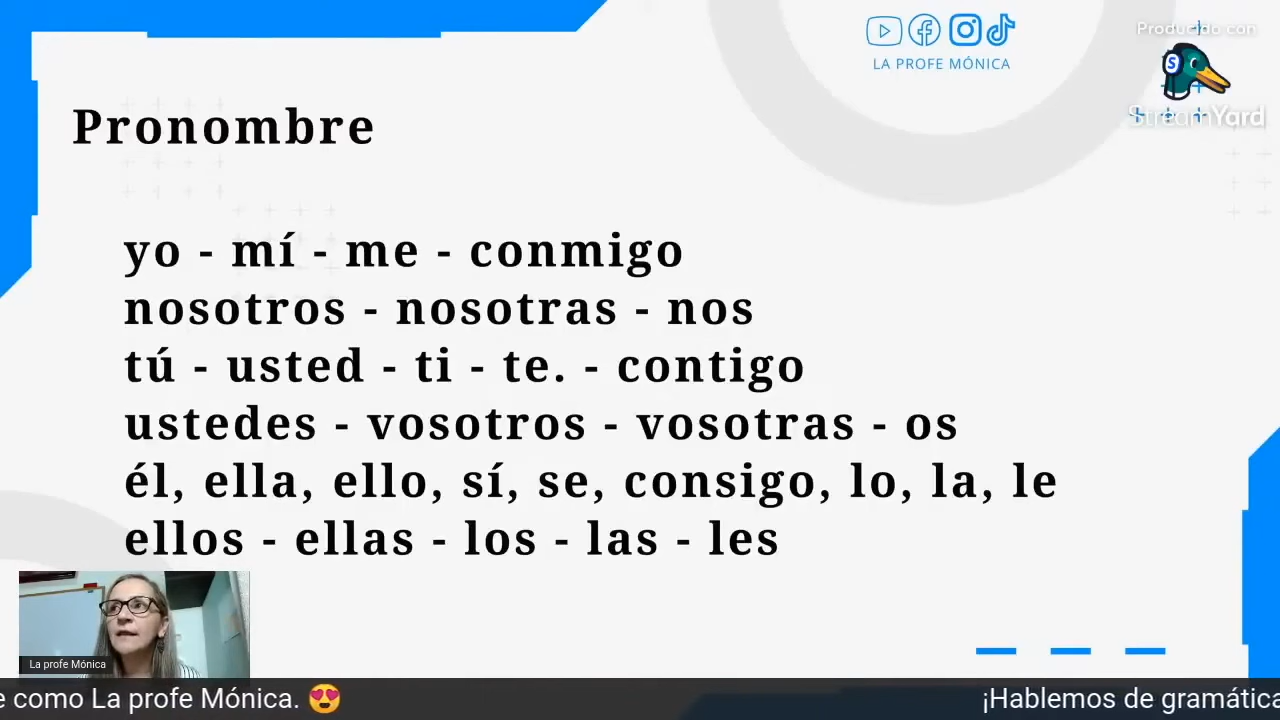 Producido con
StreamYard
LA PROFE MÓNICA
Pronombre
yo - mí - me - conmigo
nosotros - nosotras - nos
tú - usted - ti - te. - contigo
ustedes - vosotros - vosotras - os
él, ella, ello, sí, se, consigo, lo, la, le
ellos - ellas - los - las - les
La profe Mónica
e como La profe Mónica. 😍 ¡Hablemos de gramática